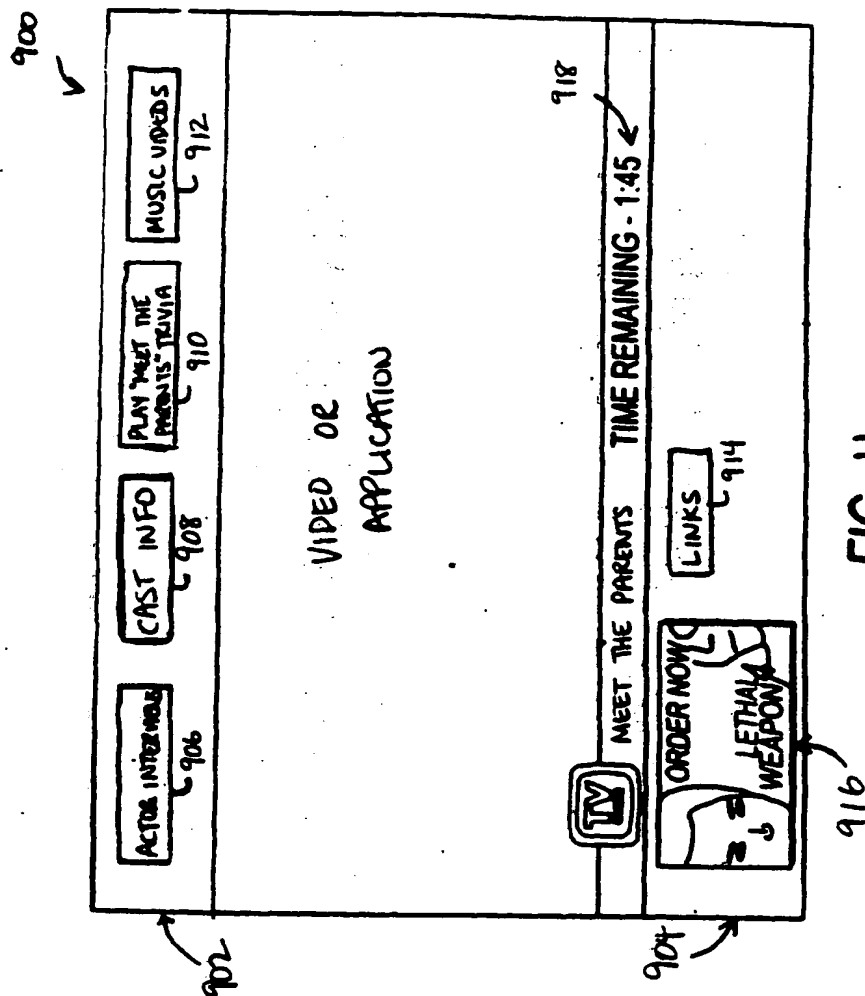 900
ACTOR INTERVIEWS
906
CAST INFO
908
PLAY "MEET THE
PARENTS" TRIVIA
910
MUSIC VIDEOS
912
902
VIDEO OR
APPLICATION
TV
MEET THE PARENTS
TIME REMAINING - 1:45
918
ORDER NOW
LETHAL
WEAPON
916
LINKS
914
904
FIG. 11